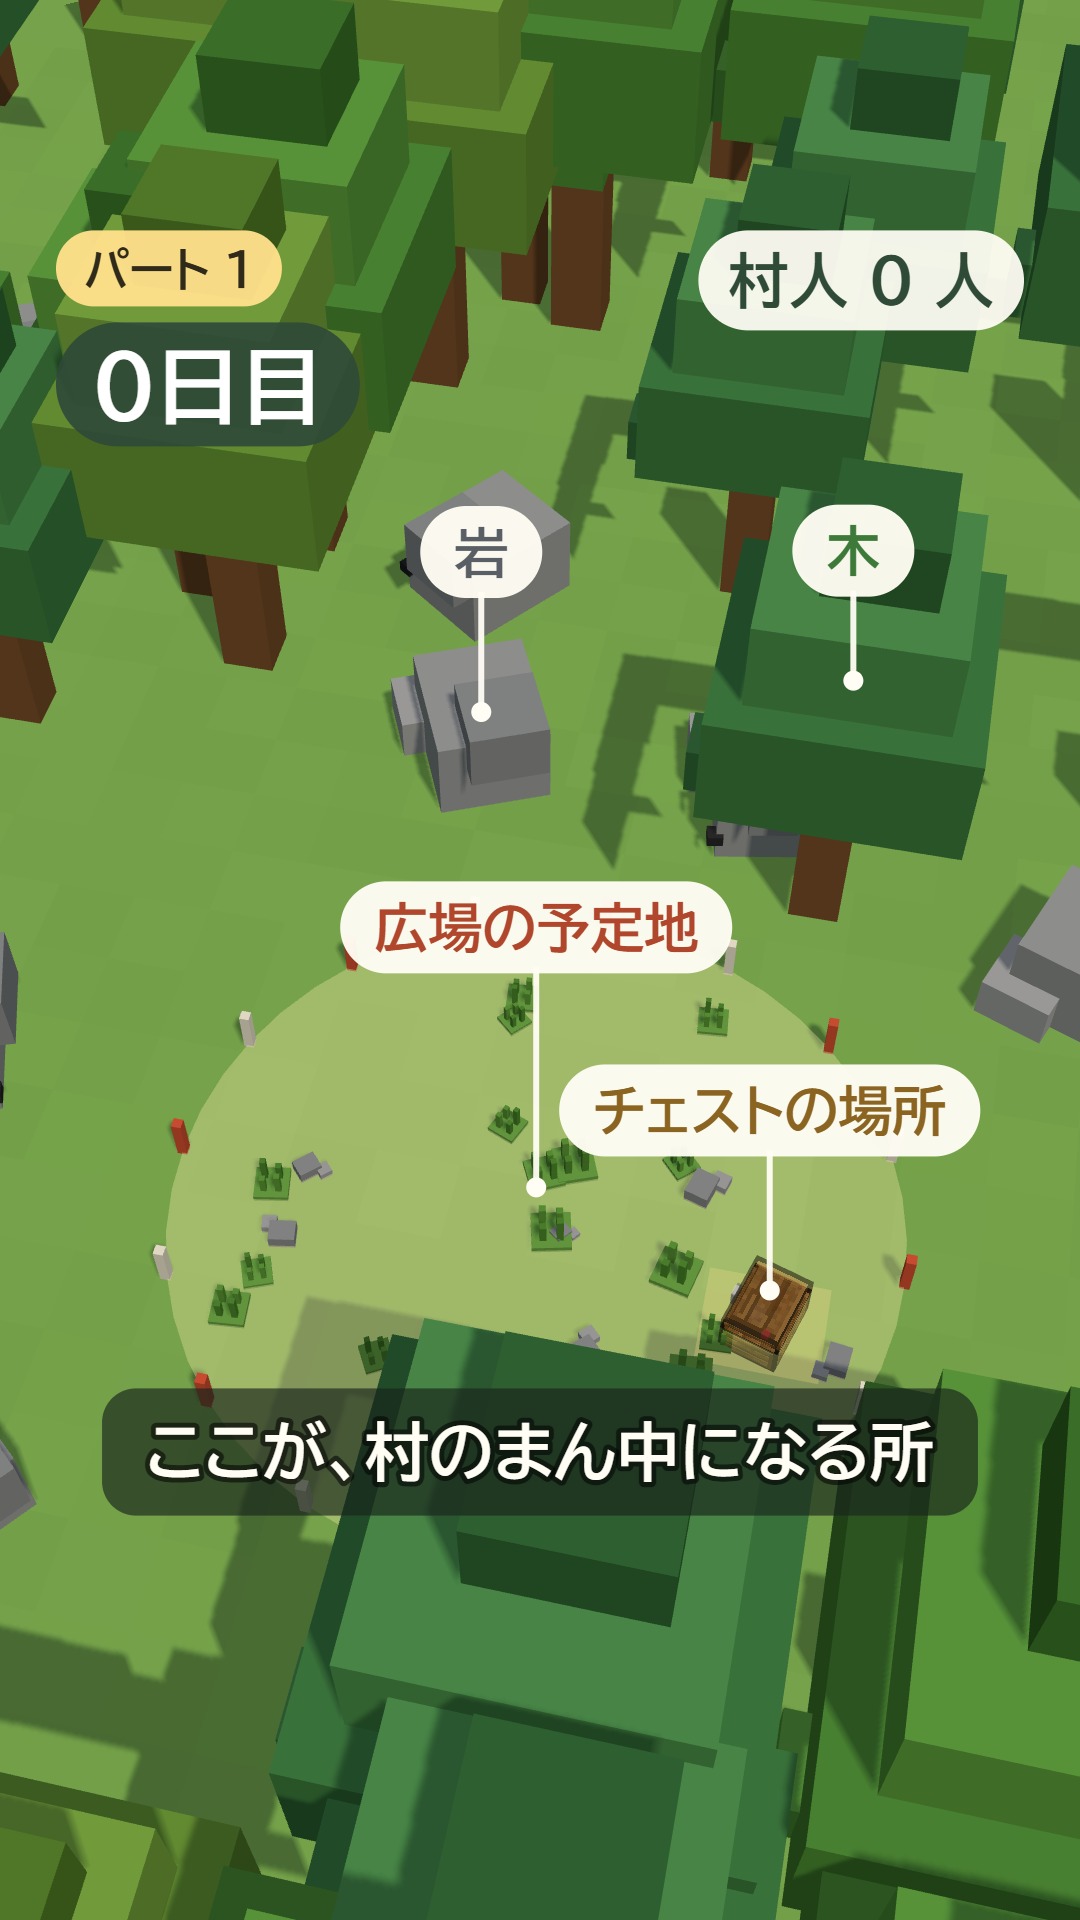 パート 1
村人 0 人
0日目
岩
木
広場の予定地
チェストの場所
ここが、村のまん中になる所